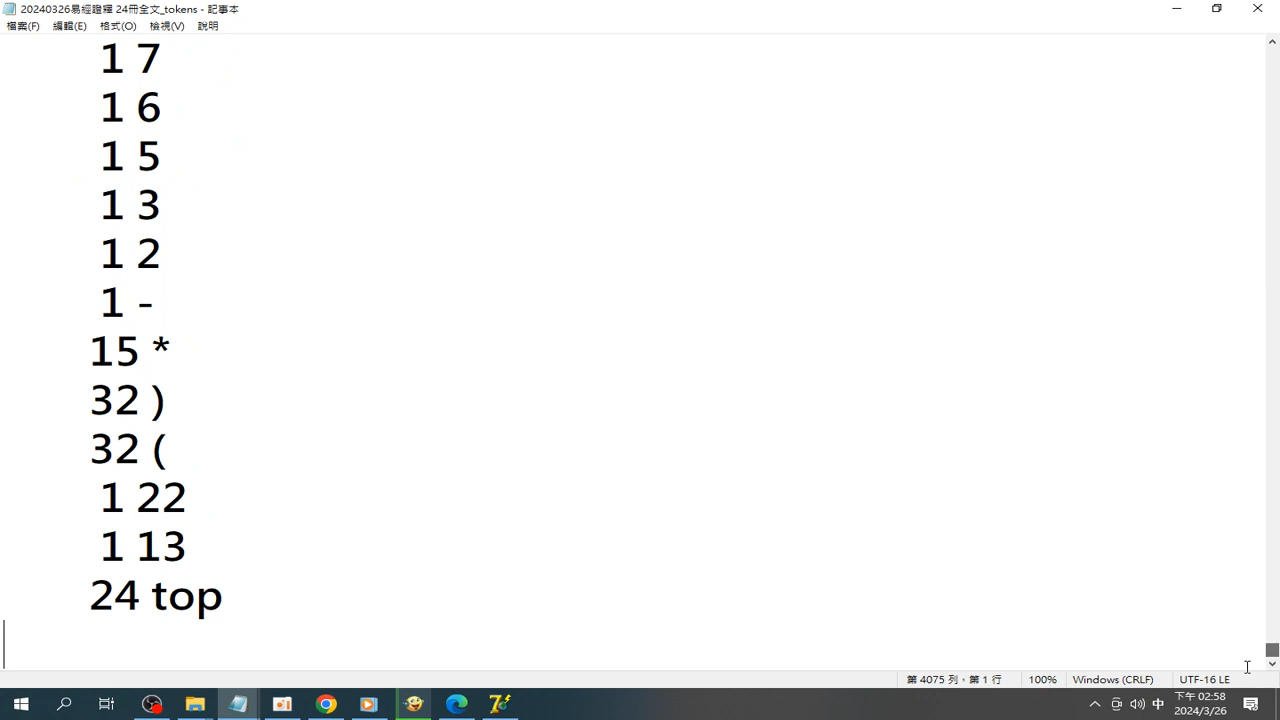 20240326易經證釋 24冊全文_tokens - 記事本
檔案(F) 編輯(E) 格式(O) 檢視(V) 說明
1 7
1 6
1 5
1 3
1 2
1 -
15 *
32 )
32 (
1 22
1 13
24 top
第 4075 列，第 1 行 100% Windows (CRLF) UTF-16 LE
中 下午 02:58
2024/3/26